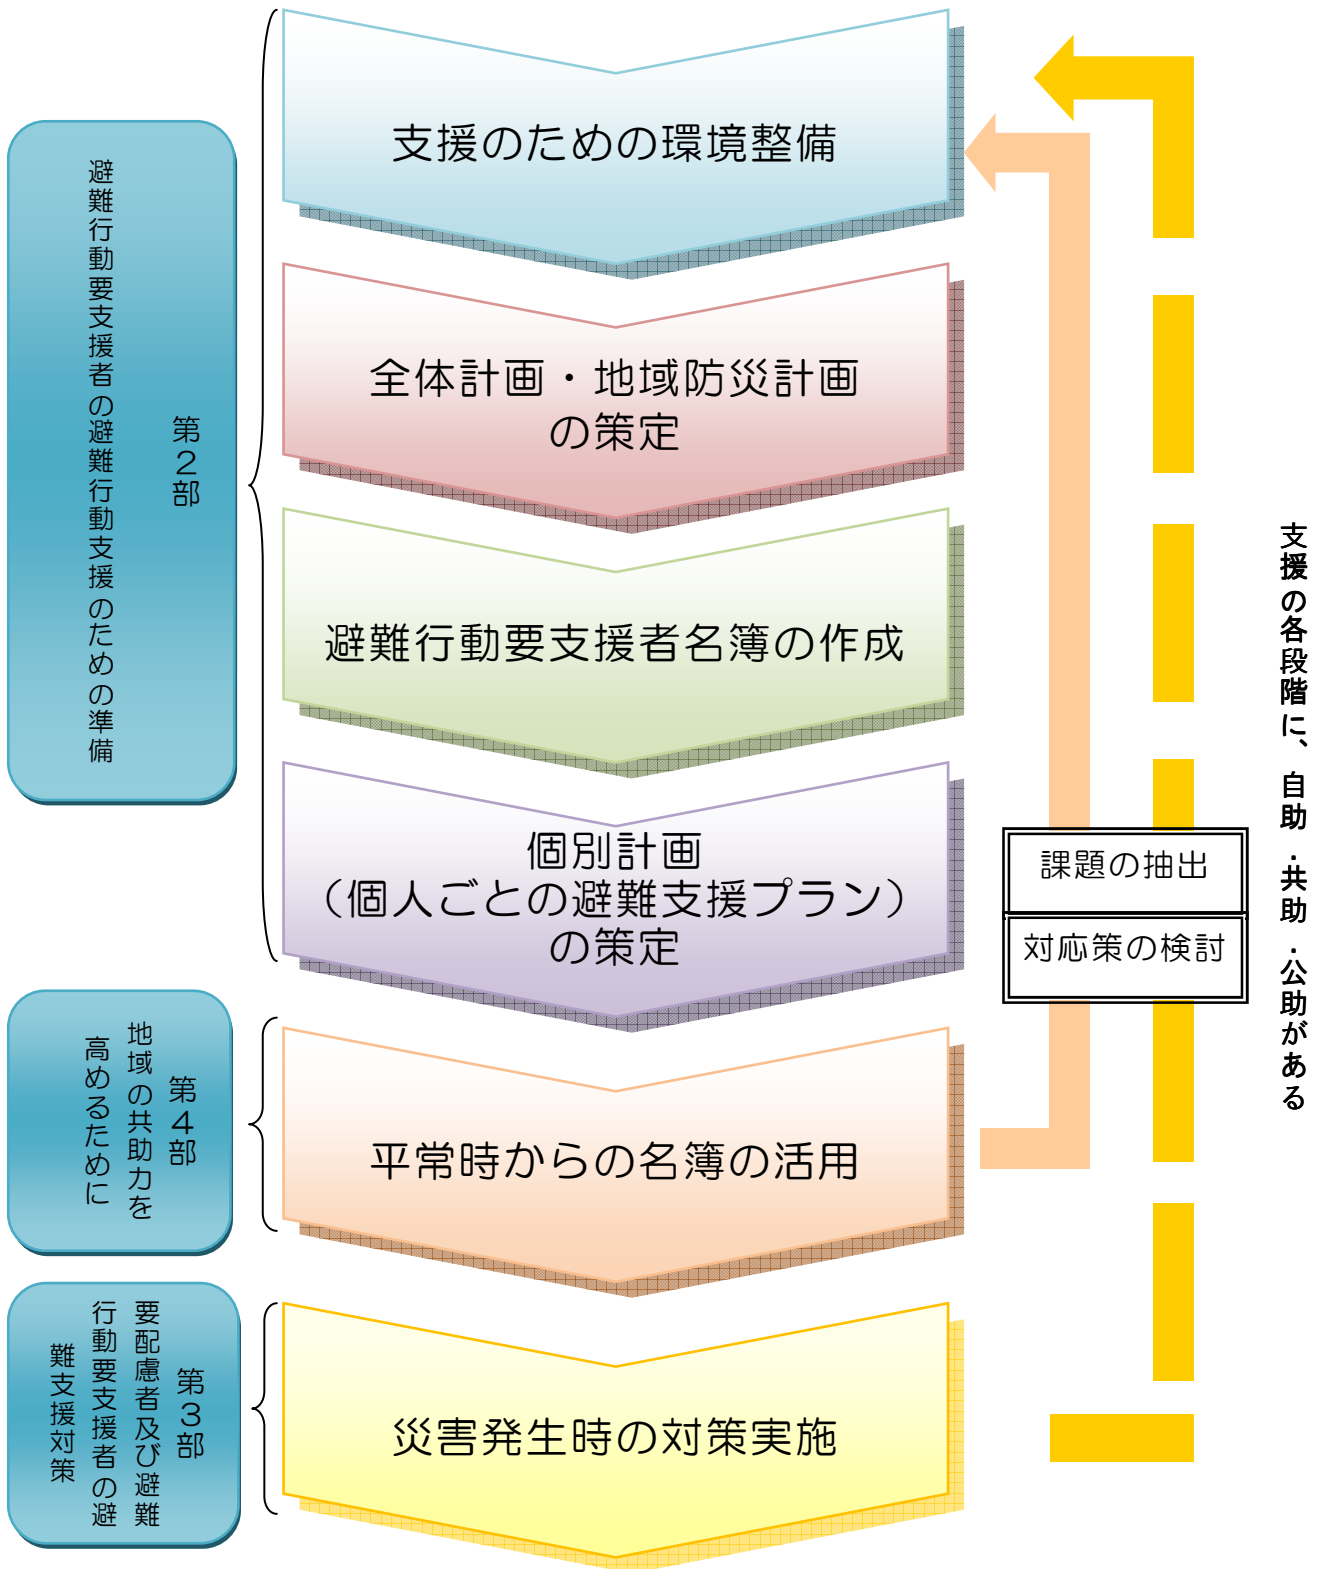 支援のための環境整備
全体計画・地域防災計画
の策定
避難行動要支援者名簿の作成
個別計画
（個人ごとの避難支援プラン）
の策定
平常時からの名簿の活用
災害発生時の対策実施
第２部
避難行動要支援者の避難行動支援のための準備
第４部
地域の共助力を
高めるために
第３部
要配慮者及び避難
行動要支援者の避
難支援対策
課題の抽出
対応策の検討
支援の各段階に、自助・共助・公助がある